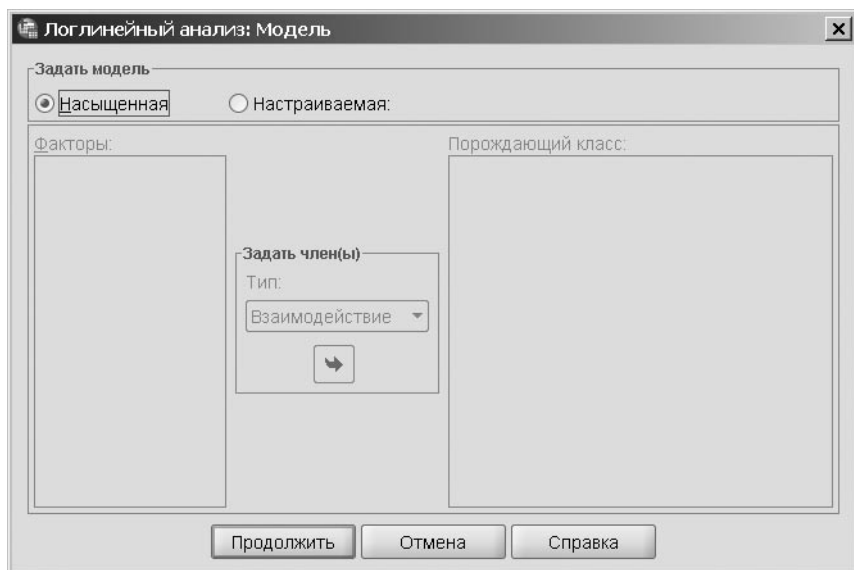 Логлинейный анализ: Модель
Задать модель
Насыщенная
Настраиваемая:
Факторы:
Порождающий класс:
Задать член(ы)
Тип:
Взаимодействие
Продолжить
Отмена
Справка